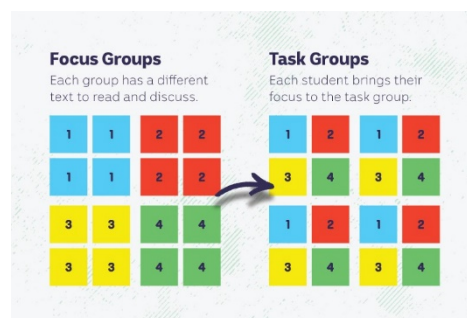 Focus Groups
Each group has a different
text to read and discuss.
1 1 2 2
1 1 2 2
3 3 4 4
3 3 4 4
Task Groups
Each student brings their
focus to the task group.
1 2 1 2
3 4 3 4
1 2 1 2
3 4 3 4